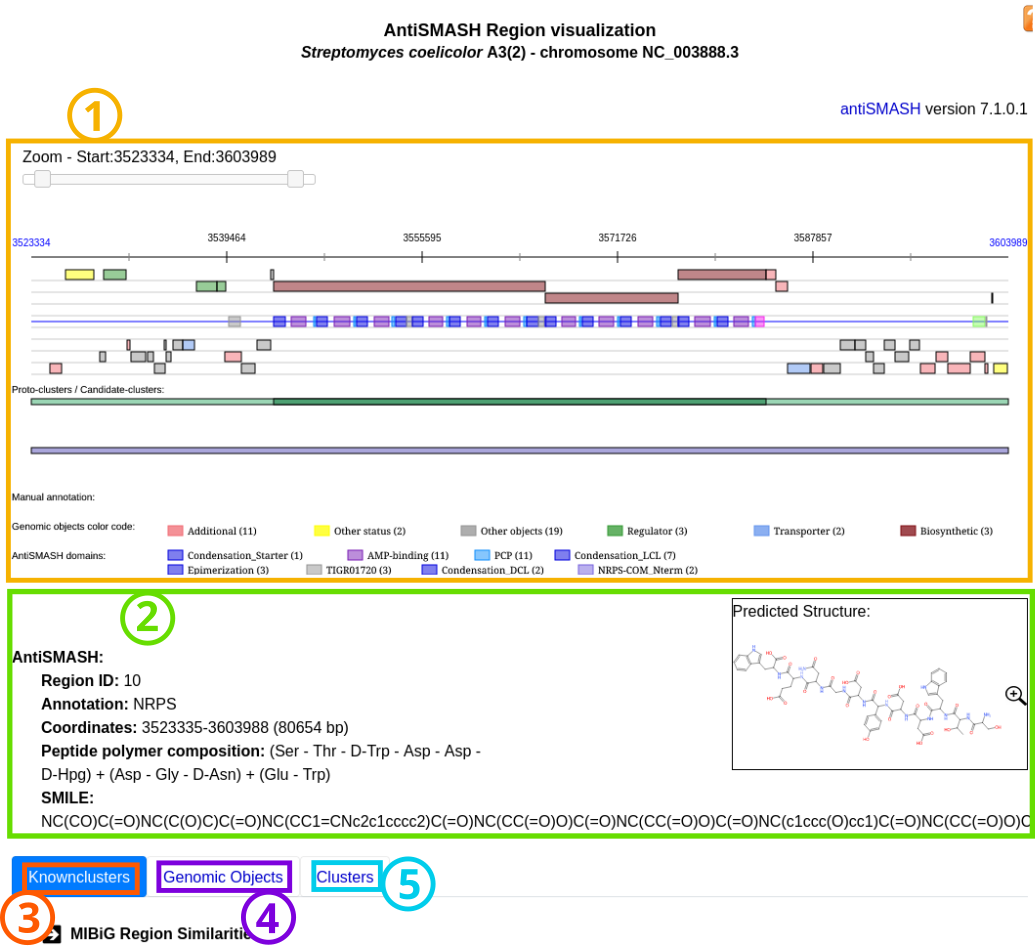 AntiSMASH Region visualization
Streptomyces coelicolor A3(2) - chromosome NC_003888.3
1
antiSMASH version 7.1.0.1
Zoom - Start:3523334, End:3603989
3523334 3539464 3555595 3571726 3587857 3603989
Proto-clusters / Candidate-clusters:
Manual annotation:
Genomic objects color code: Additional (11) Other status (2) Other objects (19) Regulator (3) Transporter (2) Biosynthetic (3)
AntiSMASH domains: Condensation_Starter (1) AMP-binding (11) PCP (11) Condensation_LCL (7)
Epimerization (3) TIGR01720 (3) Condensation_DCL (2) NRPS-COM_Nterm (2)
2
Predicted Structure:
AntiSMASH:
Region ID: 10
Annotation: NRPS
Coordinates: 3523335-3603988 (80654 bp)
Peptide polymer composition: (Ser - Thr - D-Trp - Asp - Asp -
D-Hpg) + (Asp - Gly - D-Asn) + (Glu - Trp)
SMILE:
NC(CO)C(=O)NC(C(O)C)C(=O)NC(CC1=CNc2c1cccc2)C(=O)NC(CC(=O)O)C(=O)NC(CC(=O)O)C(=O)NC(c1ccc(O)cc1)C(=O)NC(CC(=O)O)C
Knownclusters Genomic Objects Clusters 5
3 4
MIBiG Region Similaritie